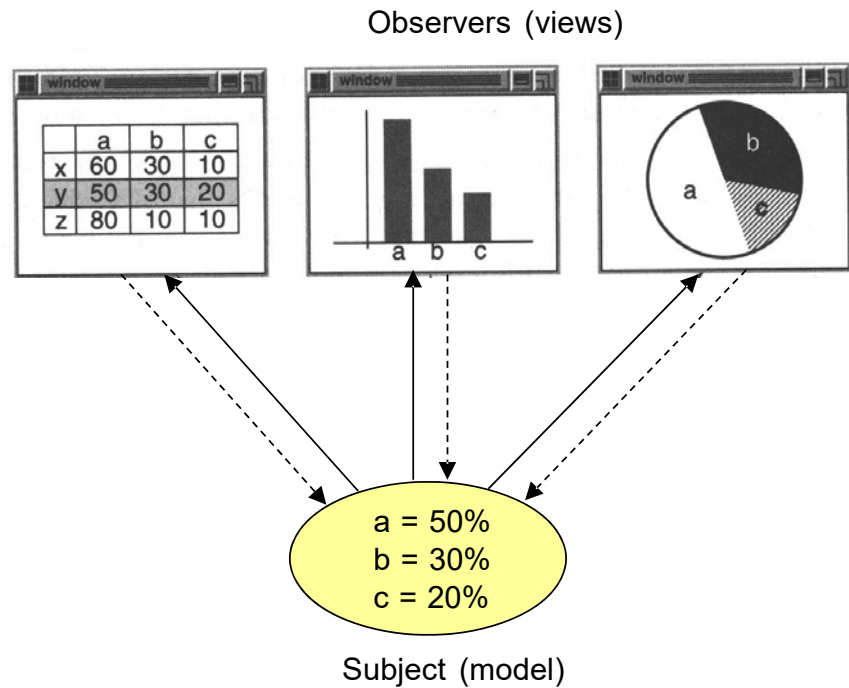 Observers (views)
window
window
window
a b c
x 60 30 10
y 50 30 20
z 80 10 10
a b c
a
b
c
a = 50%
b = 30%
c = 20%
Subject (model)